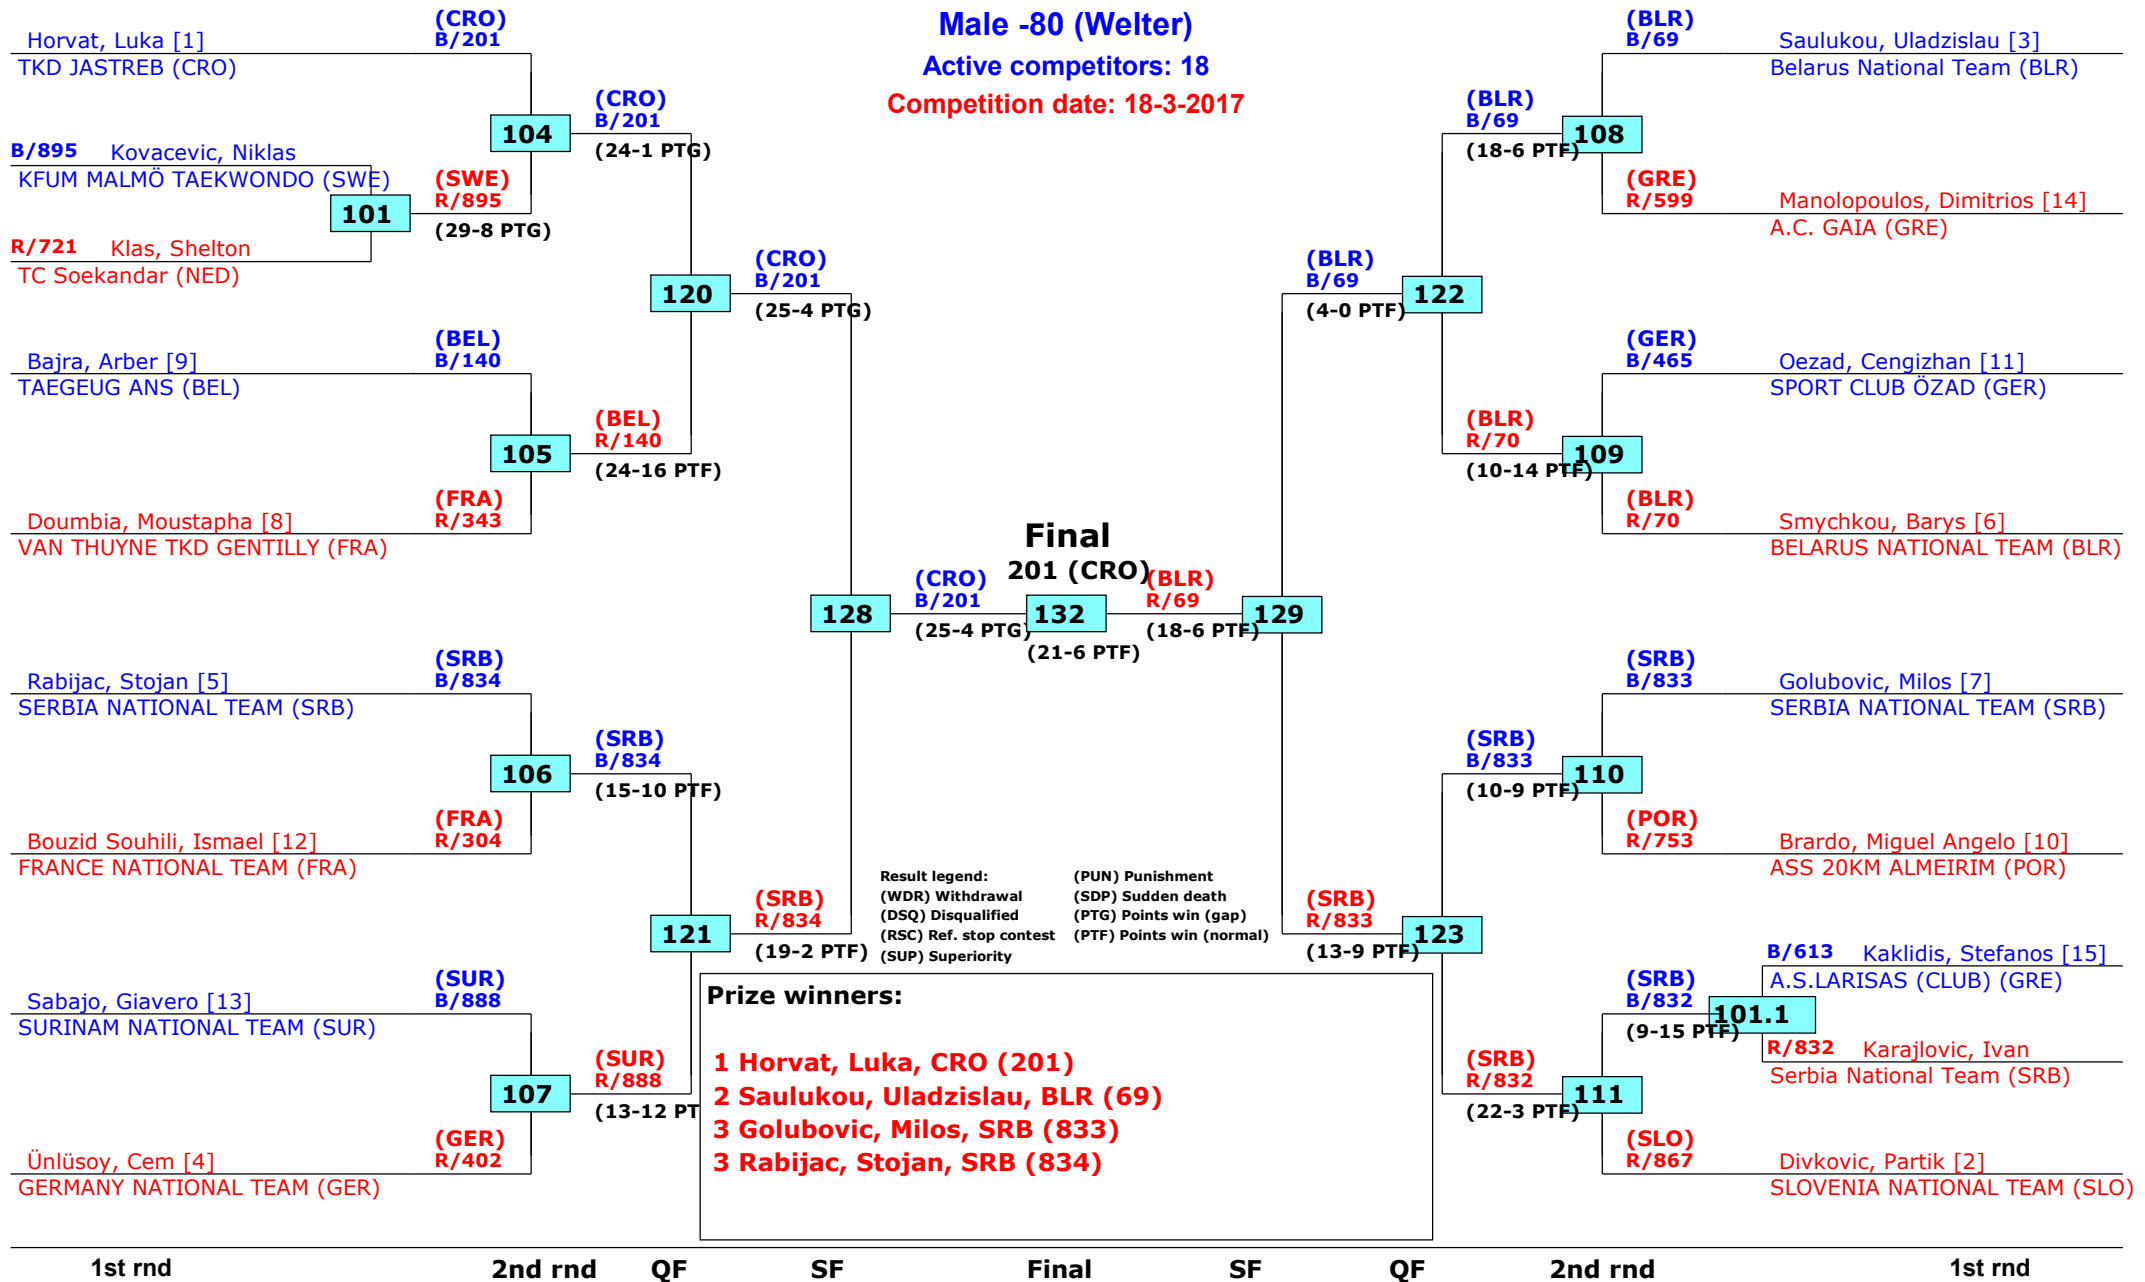 Male -80 (Welter)
Active competitors: 18
Competition date: 18-3-2017
(CRO)
B/201
Horvat, Luka [1]
TKD JASTREB (CRO)
B/895 Kovacevic, Niklas
KFUM MALMÖ TAEKWONDO (SWE)
101
(SWE)
R/895
(29-8 PTG)
R/721 Klas, Shelton
TC Soekandar (NED)
104
(CRO)
B/201
(24-1 PTG)
120
(CRO)
B/201
(25-4 PTG)
(BEL)
B/140
Bajra, Arber [9]
TAEGEUG ANS (BEL)
105
(BEL)
R/140
(24-16 PTF)
(FRA)
R/343
Doumbia, Moustapha [8]
VAN THUYNE TKD GENTILLY (FRA)
128
(CRO)
B/201
(25-4 PTG)
Final
201 (CRO)
132
(21-6 PTF)
(BLR)
R/69
(18-6 PTF)
129
(SRB)
B/834
Rabijac, Stojan [5]
SERBIA NATIONAL TEAM (SRB)
106
(SRB)
B/834
(15-10 PTF)
(FRA)
R/304
Bouzid Souhili, Ismael [12]
FRANCE NATIONAL TEAM (FRA)
121
(SRB)
R/834
(19-2 PTF)
(SUR)
B/888
Sabajo, Giavero [13]
SURINAM NATIONAL TEAM (SUR)
107
(SUR)
R/888
(13-12 PT
(GER)
R/402
Ünlüsoy, Cem [4]
GERMANY NATIONAL TEAM (GER)
(BLR)
B/69
Saulukou, Uladzislau [3]
Belarus National Team (BLR)
108
(BLR)
B/69
(18-6 PTF)
(GRE)
R/599
Manolopoulos, Dimitrios [14]
A.C. GAIA (GRE)
122
(BLR)
B/69
(4-0 PTF)
(GER)
B/465
Oezad, Cengizhan [11]
SPORT CLUB ÖZAD (GER)
109
(BLR)
R/70
(10-14 PTF)
(BLR)
R/70
Smychkou, Barys [6]
BELARUS NATIONAL TEAM (BLR)
(SRB)
B/833
Golubovic, Milos [7]
SERBIA NATIONAL TEAM (SRB)
110
(SRB)
B/833
(10-9 PTF)
(POR)
R/753
Brardo, Miguel Angelo [10]
ASS 20KM ALMEIRIM (POR)
123
(SRB)
R/833
(13-9 PTF)
B/613 Kaklidis, Stefanos [15]
A.S.LARISAS (CLUB) (GRE)
101.1
(SRB)
B/832
(9-15 PTF)
R/832 Karajlovic, Ivan
Serbia National Team (SRB)
111
(SRB)
R/832
(22-3 PTF)
(SLO)
R/867
Divkovic, Partik [2]
SLOVENIA NATIONAL TEAM (SLO)
Result legend:
(WDR) Withdrawal
(DSQ) Disqualified
(RSC) Ref. stop contest
(SUP) Superiority
(PUN) Punishment
(SDP) Sudden death
(PTG) Points win (gap)
(PTF) Points win (normal)
Prize winners:
1 Horvat, Luka, CRO (201)
2 Saulukou, Uladzislau, BLR (69)
3 Golubovic, Milos, SRB (833)
3 Rabijac, Stojan, SRB (834)
1st rnd 2nd rnd QF SF Final SF QF 2nd rnd 1st rnd